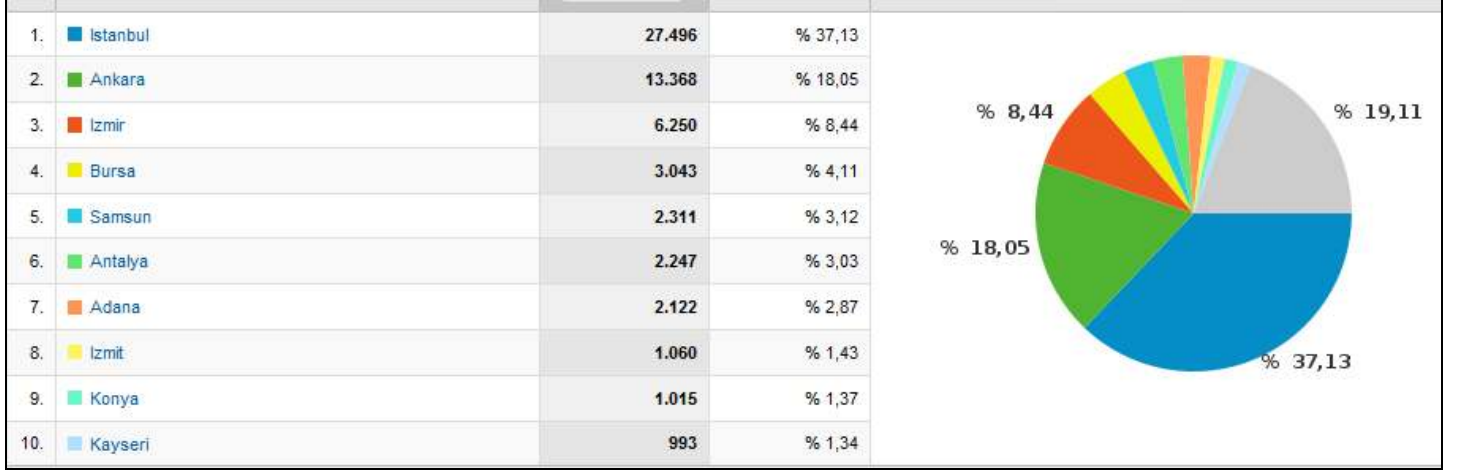 1. Istanbul 27.496 % 37,13
2. Ankara 13.368 % 18,05
3. Izmir 6.250 % 8,44
4. Bursa 3.043 % 4,11
5. Samsun 2.311 % 3,12
6. Antalya 2.247 % 3,03
7. Adana 2.122 % 2,87
8. Izmit 1.060 % 1,43
9. Konya 1.015 % 1,37
10. Kayseri 993 % 1,34
% 8,44
% 19,11
% 18,05
% 37,13